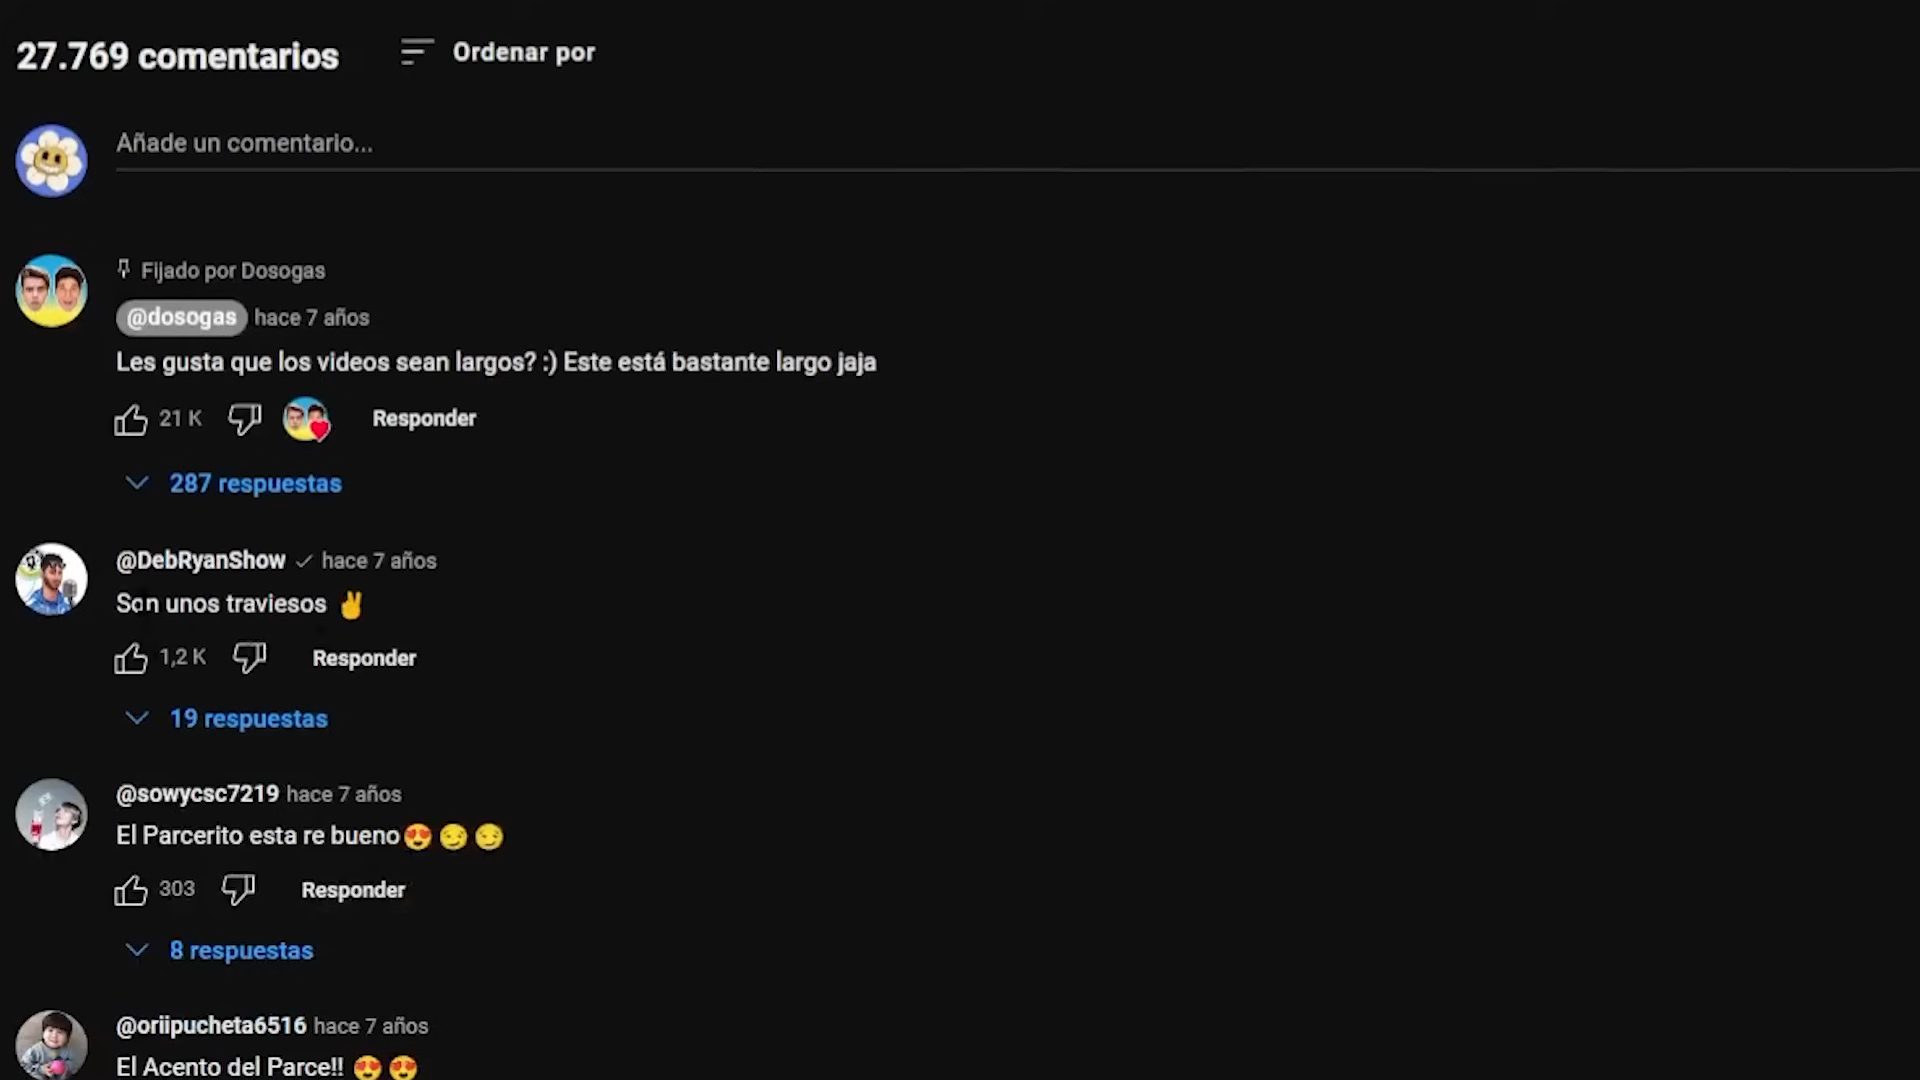 27.769 comentarios
Ordenar por
Añade un comentario...
Fijado por Dosogas
@dosogas hace 7 años
Les gusta que los videos sean largos? :) Este está bastante largo jaja
21 K Responder
287 respuestas
@DebRyanShow hace 7 años
Son unos traviesos ✌
1,2 K Responder
19 respuestas
@sowycsc7219 hace 7 años
El Parcerito esta re bueno😍😏😏
303 Responder
8 respuestas
@oriipucheta6516 hace 7 años
El Acento del Parce!! 😍😍